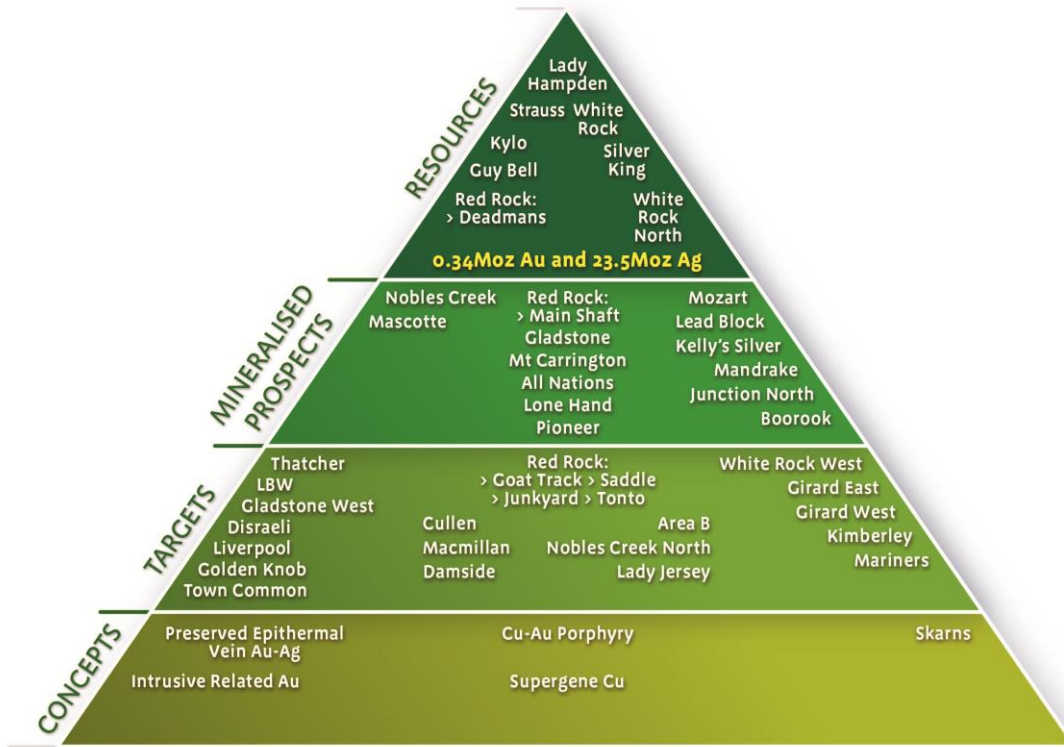 RESOURCES
Lady
Hampden
Strauss
White
Rock
Kylo
Silver
King
Guy Bell
Red Rock:
> Deadmans
White
Rock
North
0.34Moz Au and 23.5Moz Ag
MINERALISED
PROSPECTS
Nobles Creek
Mascotte
Red Rock:
> Main Shaft
Gladstone
Mt Carrington
All Nations
Lone Hand
Pioneer
Mozart
Lead Block
Kelly's Silver
Mandrake
Junction North
Boorook
TARGETS
Thatcher
LBW
Gladstone West
Disraeli
Liverpool
Golden Knob
Town Common
Red Rock:
> Goat Track > Saddle
> Junkyard > Tonto
Cullen
Macmillan
Damside
Area B
Nobles Creek North
Lady Jersey
White Rock West
Girard East
Girard West
Kimberley
Mariners
CONCEPTS
Preserved Epithermal
Vein Au-Ag
Intrusive Related Au
Cu-Au Porphyry
Supergene Cu
Skarns